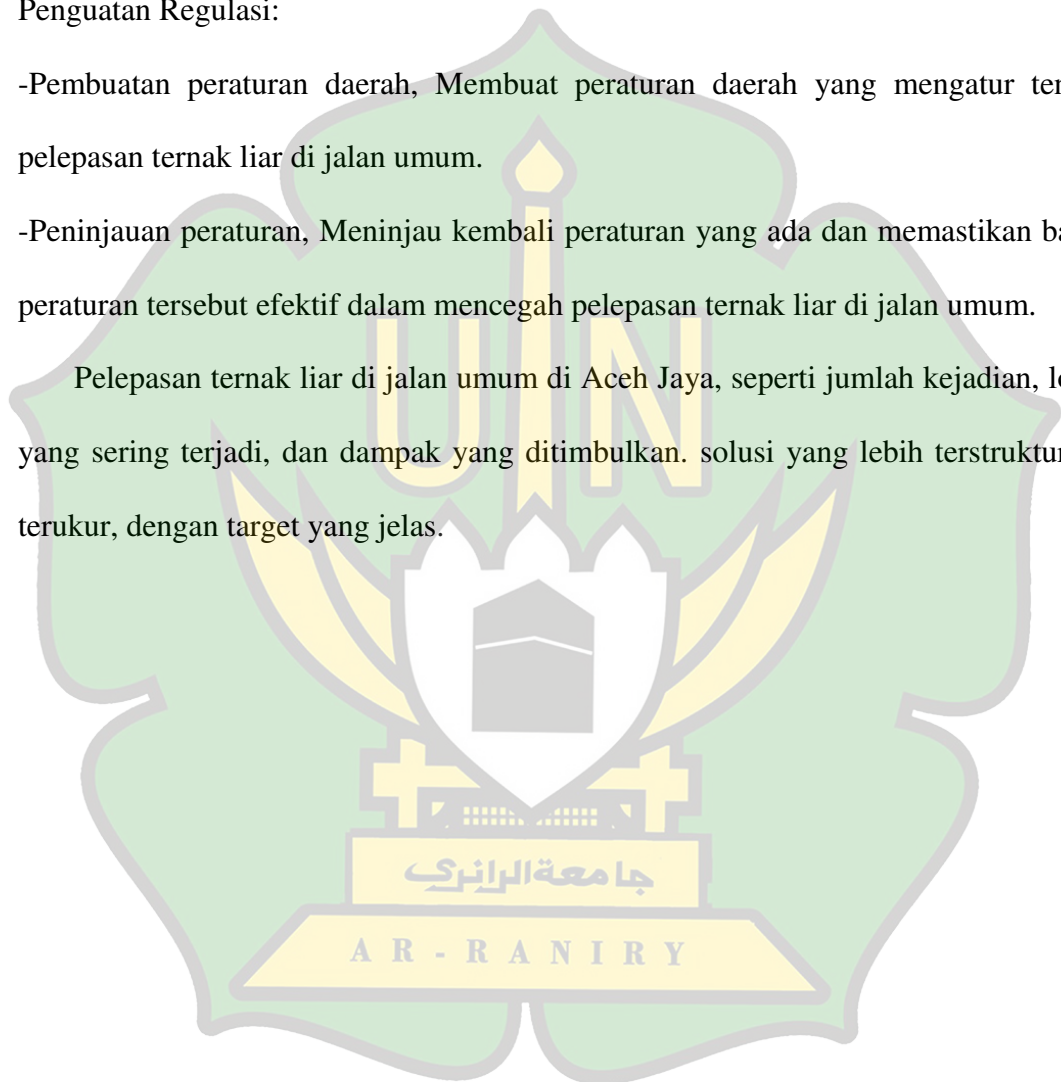 Penguatan Regulasi:
-Pembuatan peraturan daerah, Membuat peraturan daerah yang mengatur
pelepasan ternak liar di jalan umum.
-Peninjauan peraturan, Meninjau kembali peraturan yang ada dan memastikan
peraturan tersebut efektif dalam mencegah pelepasan ternak liar di jalan umum.
Pelepasan ternak liar di jalan umum di Aceh Jaya, seperti jumlah kejadian,
yang sering terjadi, dan dampak yang ditimbulkan. solusi yang lebih terstruktur
terukur, dengan target yang jelas.
UIN
جامعة الرانري
AR-RANIRY